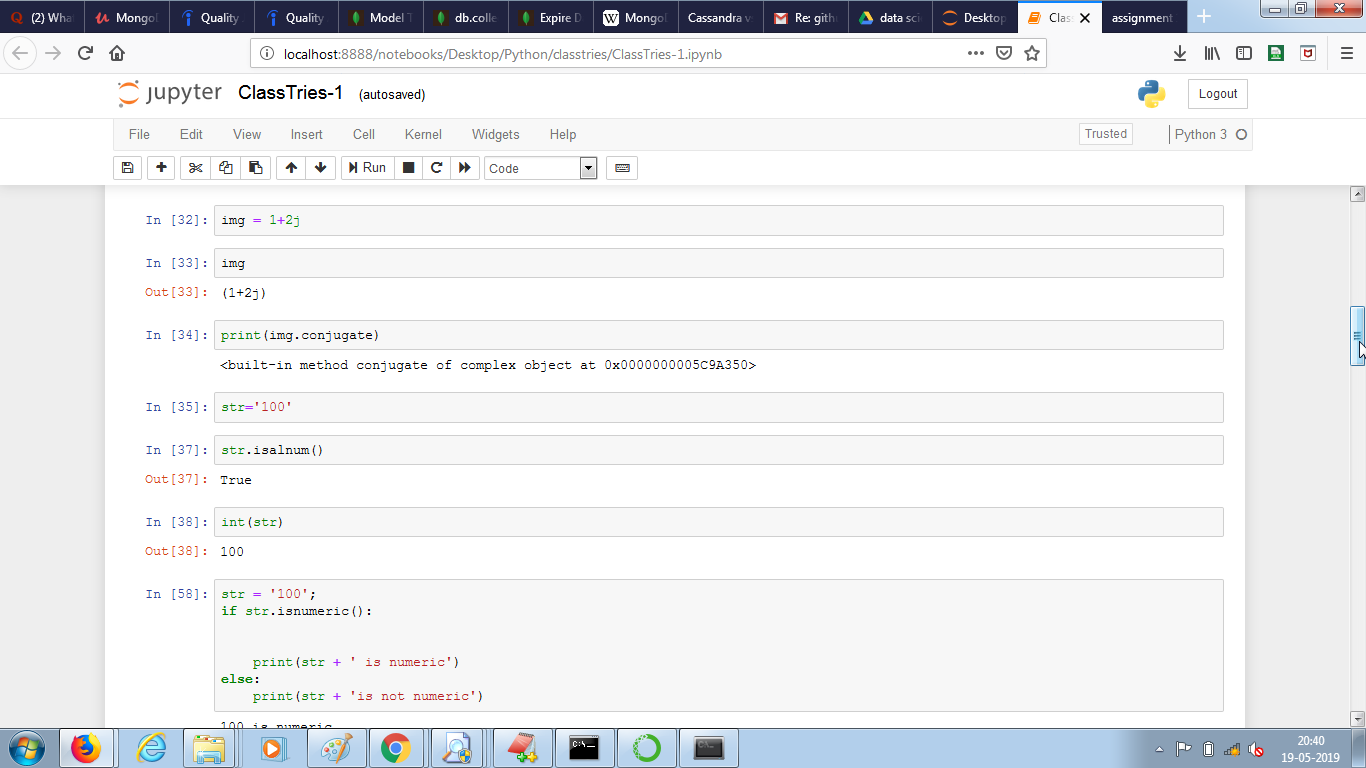 (2) Wha
Mongo
Quality
Quality
Model T
db.colle
Expire D
Mongo
Cassandra v
Re: gith
data sci
Desktop
Clas
assignment
localhost:8888/notebooks/Desktop/Python/classtries/ClassTries-1.ipynb
jupyter ClassTries-1 (autosaved)
Logout
File Edit View Insert Cell Kernel Widgets Help
Trusted
Python 3
Run
Code
In [32]: img = 1+2j
In [33]: img
Out[33]: (1+2j)
In [34]: print(img.conjugate)
<built-in method conjugate of complex object at 0x0000000005C9A350>
In [35]: str='100'
In [37]: str.isalnum()
Out[37]: True
In [38]: int(str)
Out[38]: 100
In [58]: str = '100';
if str.isnumeric():
print(str + ' is numeric')
else:
print(str + 'is not numeric')
100 is numeric
20:40
19-05-2019